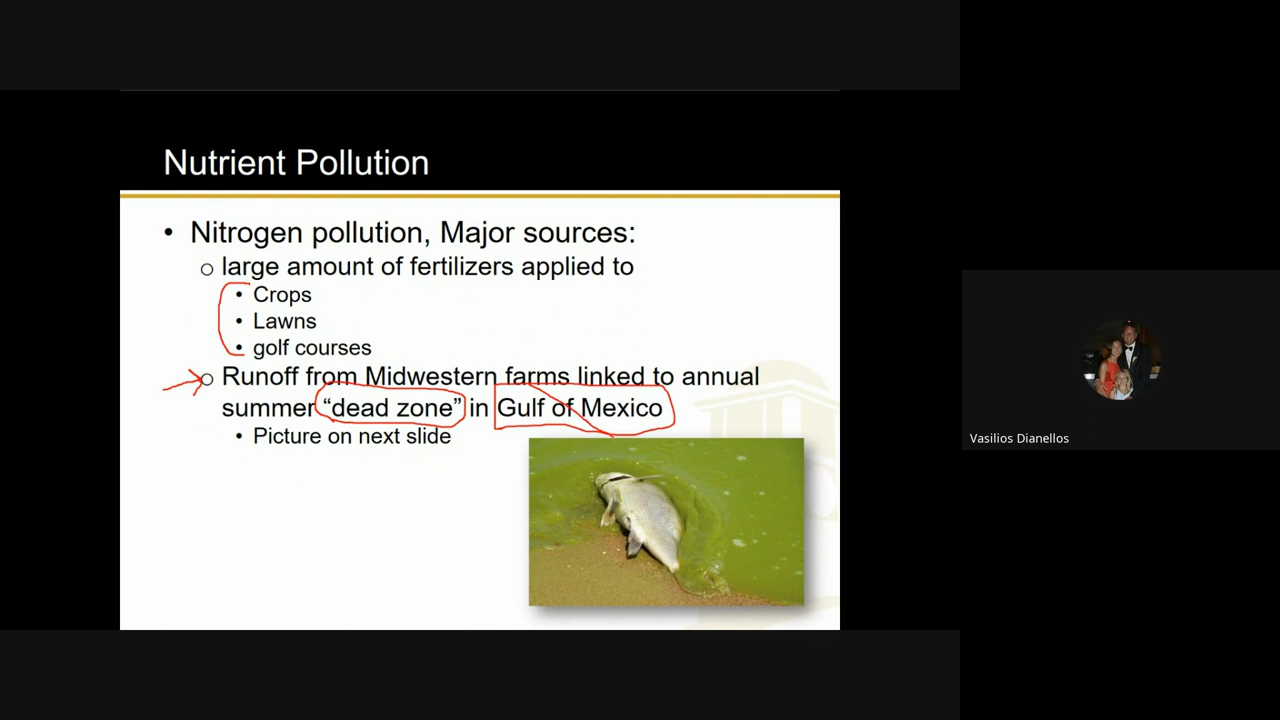 Nutrient Pollution
• Nitrogen pollution, Major sources:
o large amount of fertilizers applied to
• Crops
• Lawns
• golf courses
o Runoff from Midwestern farms linked to annual
summer “dead zone” in Gulf of Mexico
• Picture on next slide
Vasilios Dianellos